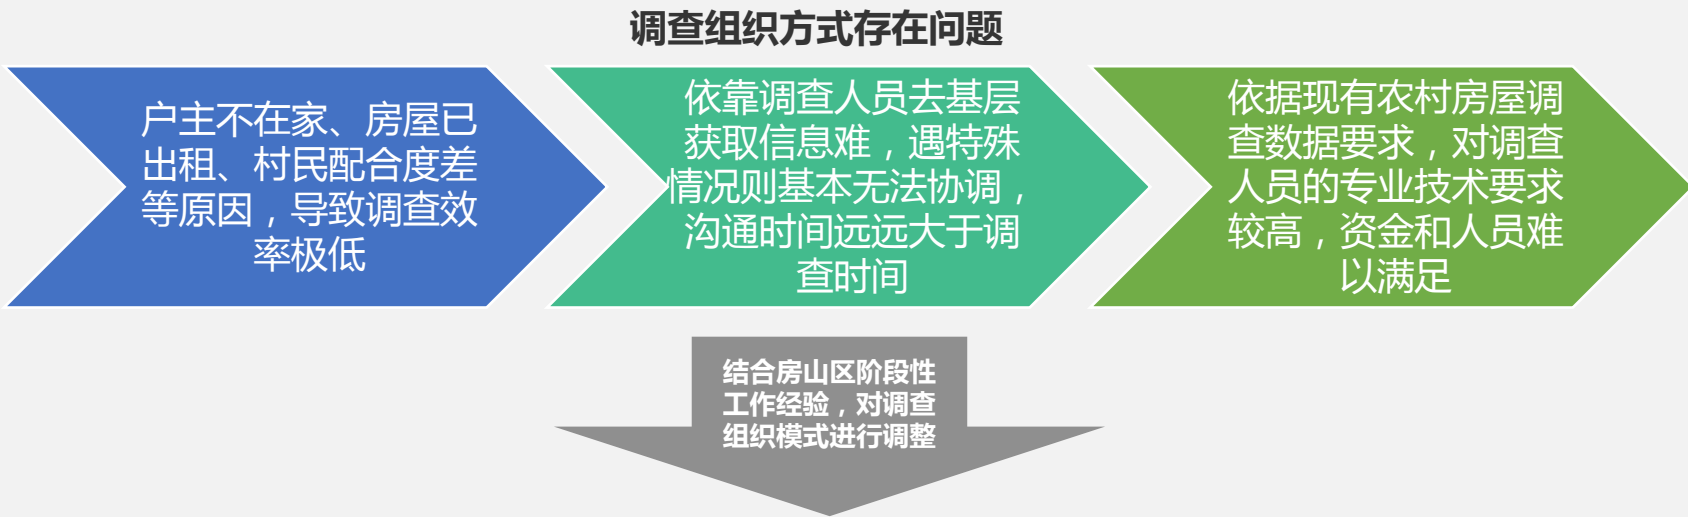 调查组织方式存在问题
户主不在家、房屋已
出租、村民配合度差
等原因，导致调查效
率极低
依靠调查人员去基层
获取信息难，遇特殊
情况则基本无法协调，
沟通时间远远大于调
查时间
依据现有农村房屋调
查数据要求，对调查
人员的专业技术要求
较高，资金和人员难
以满足
结合房山区阶段性
工作经验，对调查
组织模式进行调整